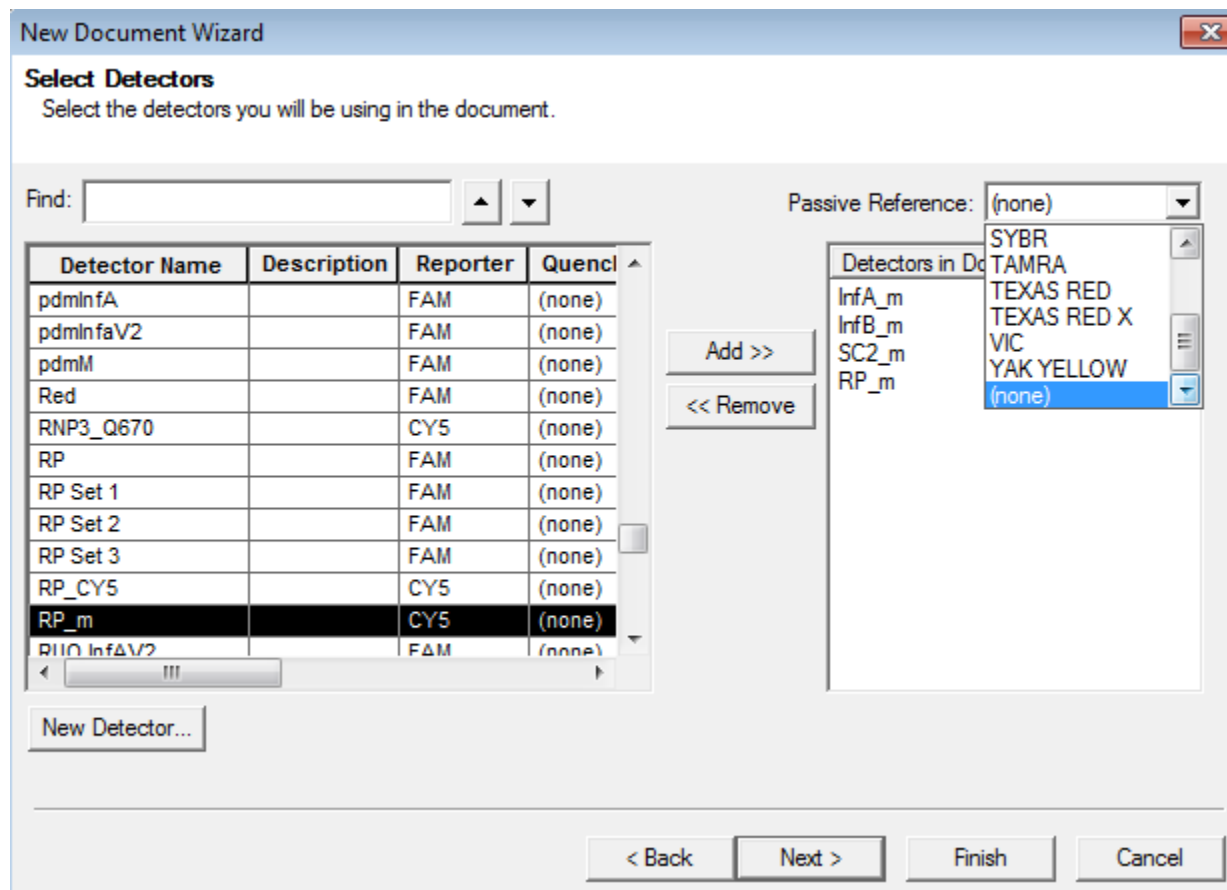 New Document Wizard
Select Detectors
Select the detectors you will be using in the document.
Find:
Passive Reference: (none)
SYBR
TAMRA
TEXAS RED
TEXAS RED X
VIC
YAK YELLOW
(none)
Detector Name Description Reporter Quencl
pdmInfA FAM (none)
pdmInfaV2 FAM (none)
pdmM FAM (none)
Red FAM (none)
RNP3_Q670 CY5 (none)
RP FAM (none)
RP Set 1 FAM (none)
RP Set 2 FAM (none)
RP Set 3 FAM (none)
RP_CY5 CY5 (none)
RP_m CY5 (none)
RUO InfAV2 FAM (none)
Add >>
<< Remove
Detectors in Do
InfA_m
InfB_m
SC2_m
RP_m
New Detector...
< Back
Next >
Finish
Cancel